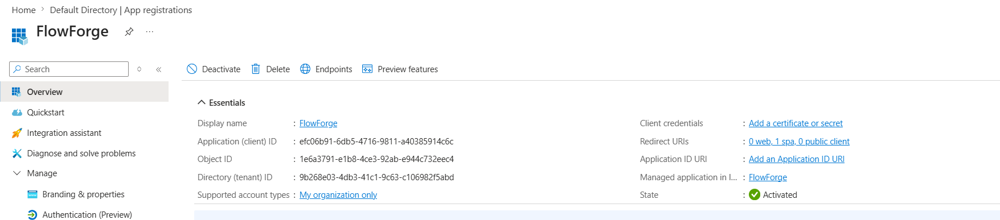 Home > Default Directory | App registrations
FlowForge
Search
Deactivate Delete Endpoints Preview features
Overview
Quickstart
Integration assistant
Diagnose and solve problems
Manage
Branding & properties
Authentication (Preview)
Essentials
Display name : FlowForge
Application (client) ID : efc06b91-6db5-4716-9811-a40385914c6c
Object ID : 1e6a3791-e1b8-4ce3-92ab-e944c732eec4
Directory (tenant) ID : 9b268e03-4db3-41c1-9c63-c106982f5abd
Supported account types : My organization only
Client credentials : Add a certificate or secret
Redirect URIs : 0 web, 1 spa, 0 public client
Application ID URI : Add an Application ID URI
Managed application in l... : FlowForge
State : Activated